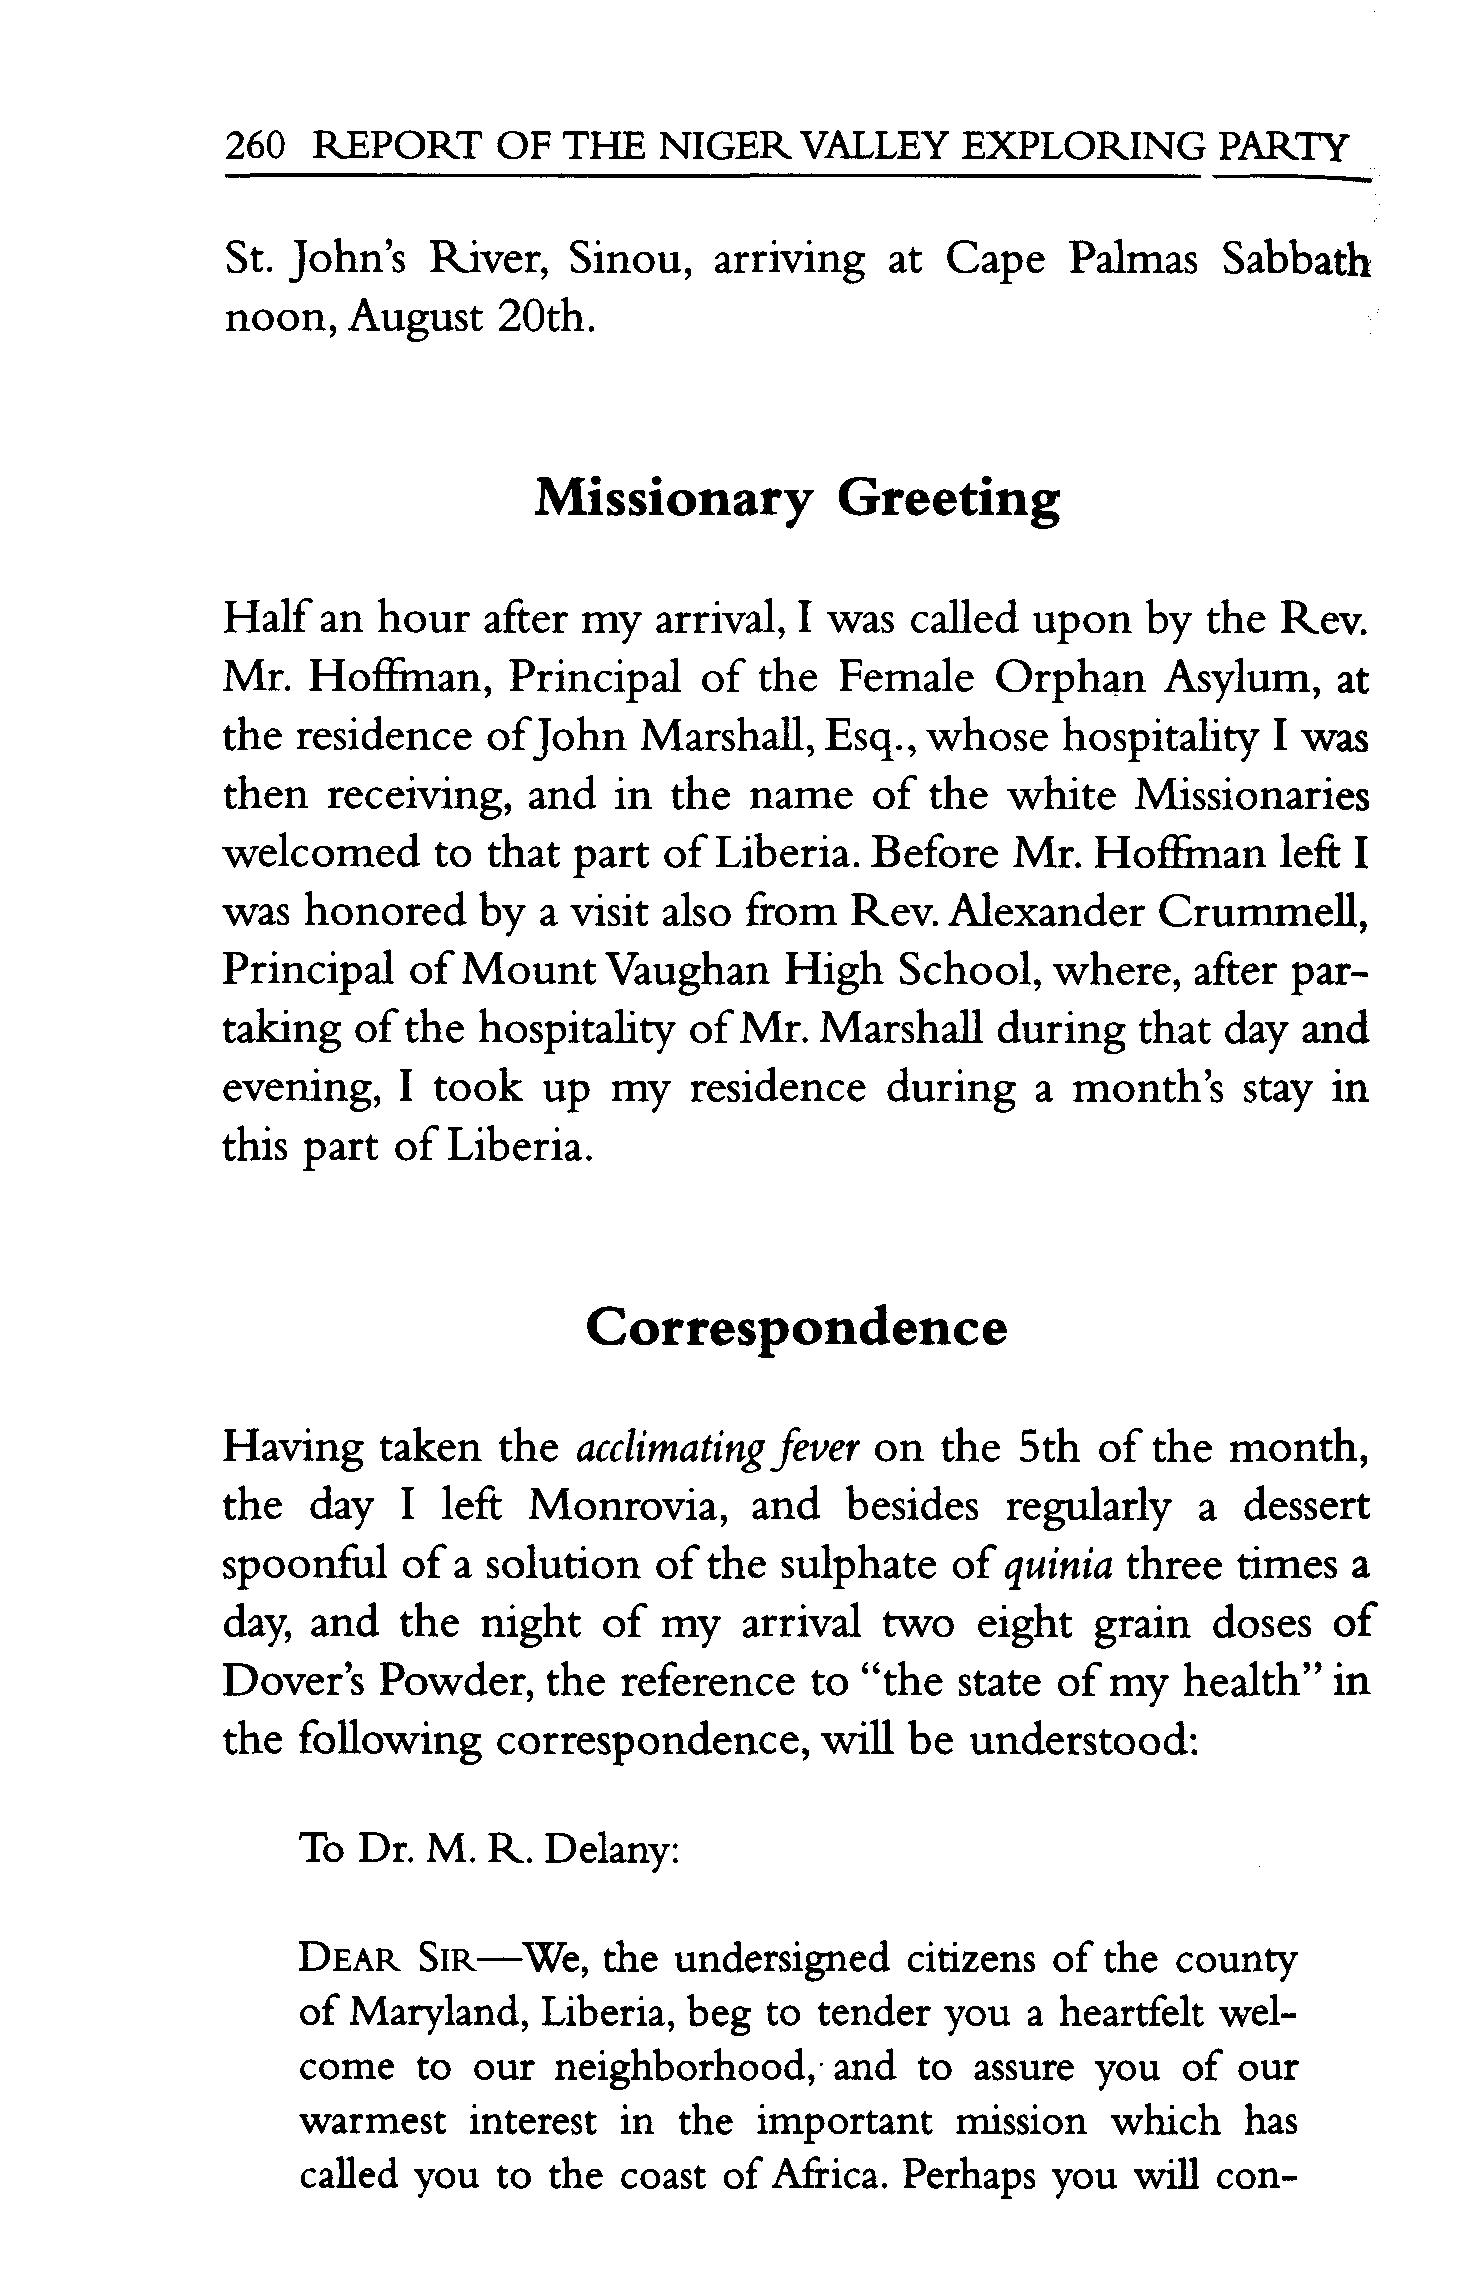 260 REPORT OF THE NIGER VALLEY EXPLORING PARTY
St. John's River, Sinou, arriving at Cape Palmas Sabbath
noon, August 20th.
Missionary Greeting
Half an hour after my arrival, I was called upon by the Rev.
Mr. Hoffman, Principal of the Female Orphan Asylum, at
the residence of John Marshall, Esq., whose hospitality I was
then receiving, and in the name of the white Missionaries
welcomed to that part of Liberia. Before Mr. Hoffman left I
was honored by a visit also from Rev. Alexander Crummell,
Principal of Mount Vaughan High School, where, after par-
taking of the hospitality of Mr. Marshall during that day and
evening, I took up my residence during a month's stay in
this part of Liberia.
Correspondence
Having taken the acclimating fever on the 5th of the month,
the day I left Monrovia, and besides regularly a dessert
spoonful of a solution of the sulphate of quinia three times a
day, and the night of my arrival two eight grain doses of
Dover's Powder, the reference to “the state of my health” in
the following correspondence, will be understood:
To Dr. M. R. Delany:
DEAR SIR—We, the undersigned citizens of the county
of Maryland, Liberia, beg to tender you a heartfelt wel-
come to our neighborhood, and to assure you of our
warmest interest in the important mission which has
called you to the coast of Africa. Perhaps you will con-